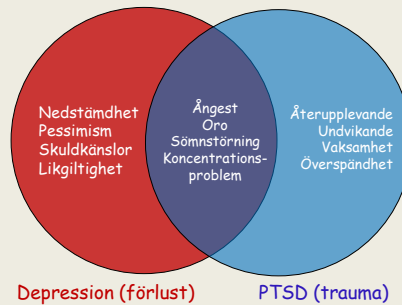 Nedstämdhet
Pessimism
Skuldkänslor
Likgiltighet
Ångest
Oro
Sömnstörning
Koncentrations-
problem
Återupplevande
Undvikande
Vaksamhet
Överspändhet
Depression (förlust)
PTSD (trauma)